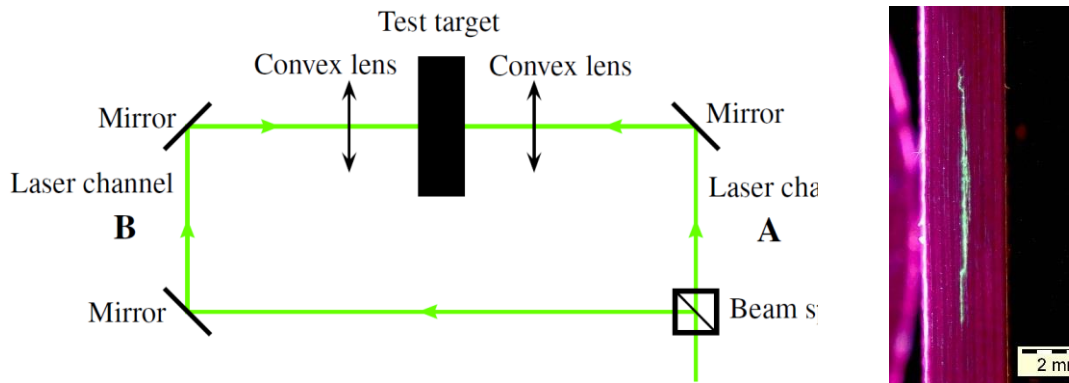 Test target
Convex lens
Convex lens
Mirror
Mirror
Laser channel
Laser cha
B
A
Mirror
Beam
2